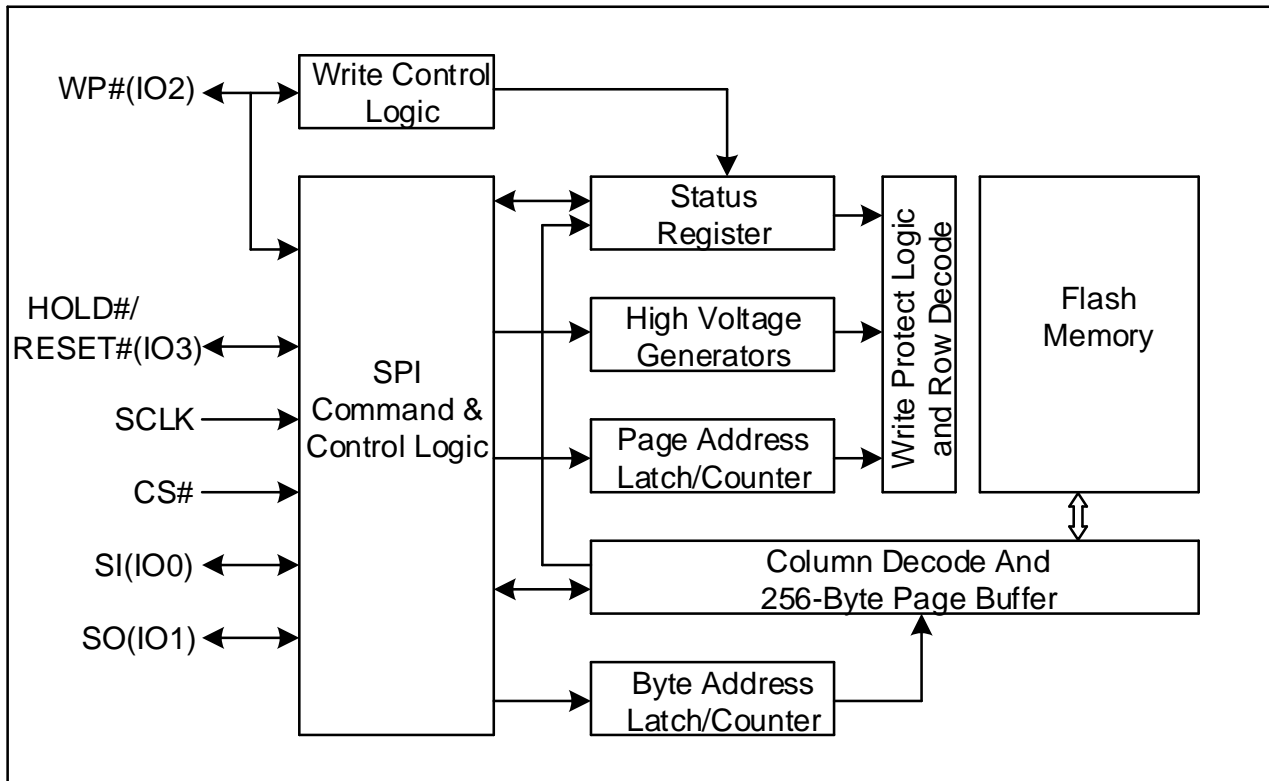 WP#(IO2)
Write Control
Logic
HOLD#/
RESET#(IO3)
SCLK
CS#
SI(IO0)
SO(IO1)
SPI
Command &
Control Logic
Status
Register
High Voltage
Generators
Page Address
Latch/Counter
Write Protect Logic
and Row Decode
Flash
Memory
Column Decode And
256-Byte Page Buffer
Byte Address
Latch/Counter